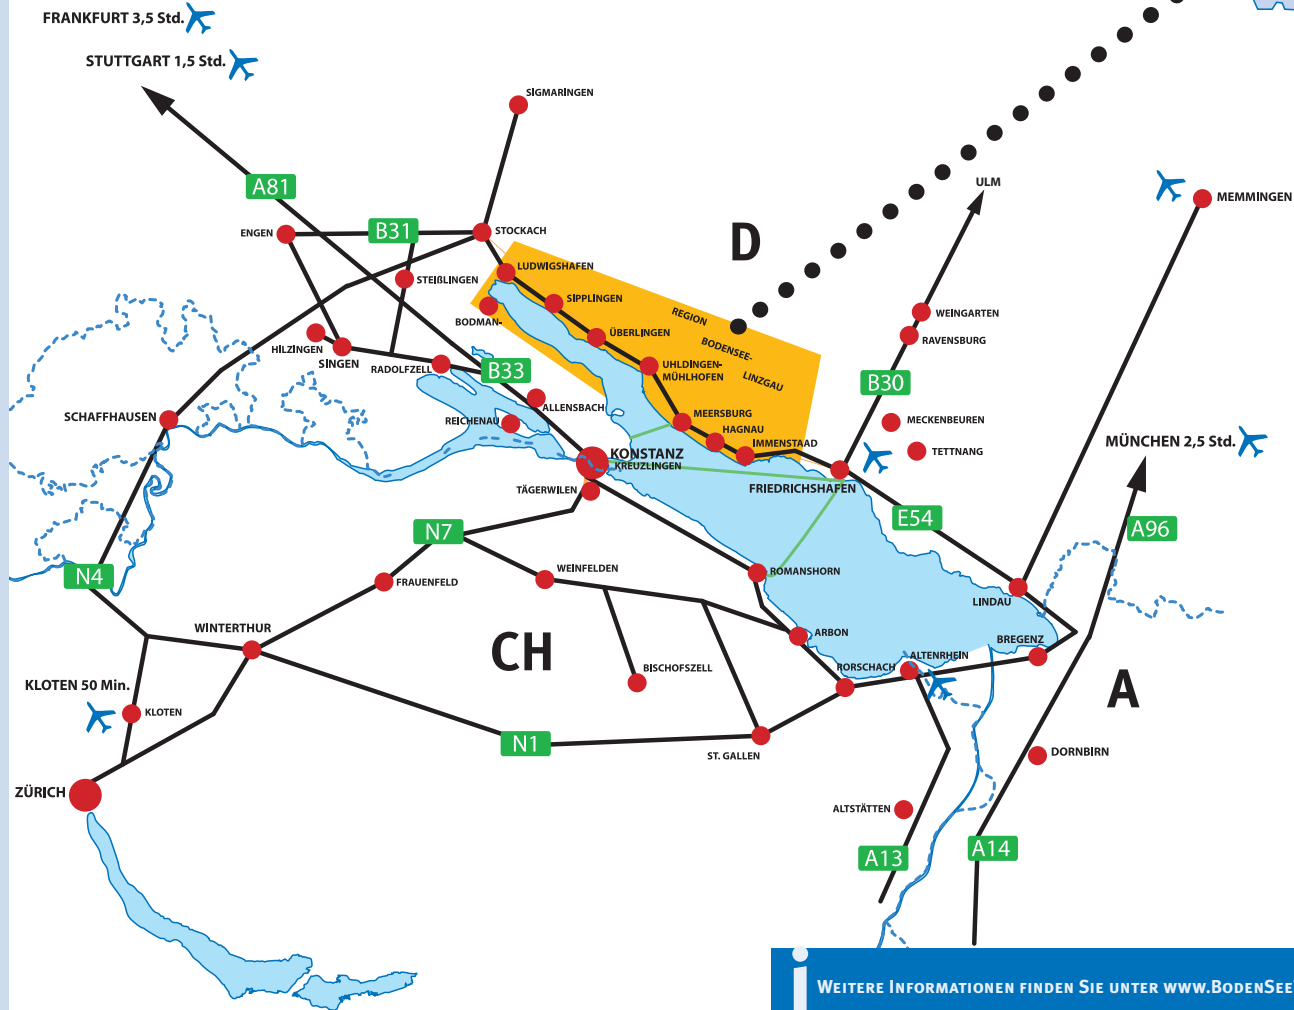 FRANKFURT 3,5 Std.
STUTTGART 1,5 Std.
SIGMARINGEN
A81
ULM
MEMMINGEN
ENGEN
B31
STOCKACH
D
LUDWIGSHAFEN
STEIßLINGEN
SIPPLINGEN
BODMAN-
REGION
BODENSEE-
LINZGAU
WEINGARTEN
RAVENSBURG
ÜBERLINGEN
HILZINGEN
SINGEN
RADOLFZELL
B33
UHLDINGEN-
MÜHLHOFEN
B30
ALLENSBACH
SCHAFFHAUSEN
REICHENAU
MEERSBURG
HAGNAU
IMMENSTAAD
MECKENBEUREN
TETTNANG
MÜNCHEN 2,5 Std.
KONSTANZ
KREUZLINGEN
TÄGERWILEN
FRIEDRICHSHAFEN
E54
A96
N7
N4
FRAUENFELD
WEINFELDEN
ROMANSHORN
LINDAU
WINTERTHUR
CH
ARBON
BREGENZ
ALTENRHEIN
RORSCHACH
BISCHOFSZELL
A
KLOTEN 50 Min.
KLOTEN
N1
ST. GALLEN
DORNBIRN
ZÜRICH
ALTSTÄTTEN
A13
A14
i WEITERE INFORMATIONEN FINDEN SIE UNTER WWW.BODENSEE